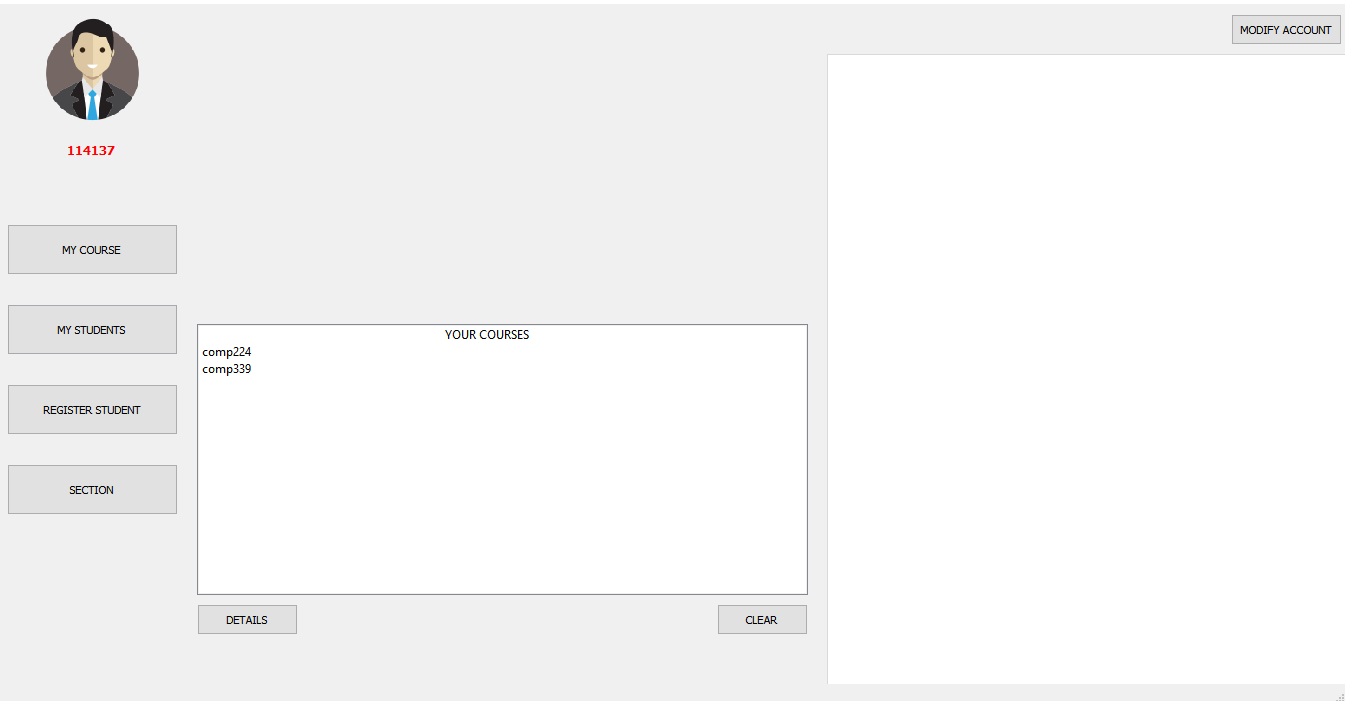 MODIFY ACCOUNT
114137
MY COURSE
MY STUDENTS
REGISTER STUDENT
SECTION
YOUR COURSES
comp224
comp339
DETAILS
CLEAR